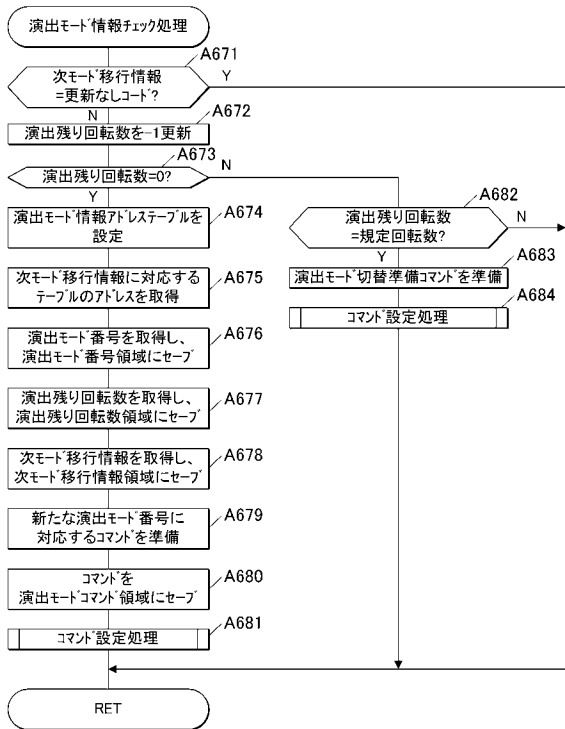 演出モード情報チェック処理
A671
次モード移行情報
=更新なしコード?
Y
N
A672
演出残り回転数を-1更新
A673
演出残り回転数=0?
N
Y
演出モード情報アドレステーブルを
設定
A674
次モード移行情報に対応する
テーブルのアドレスを取得
A675
演出モード番号を取得し、
演出モード番号領域にセーブ
A676
演出残り回転数を取得し、
演出残り回転数領域にセーブ
A677
次モード移行情報を取得し、
次モード移行情報領域にセーブ
A678
新たな演出モード番号に
対応するコマンドを準備
A679
コマンドを
演出モードコマンド領域にセーブ
A680
A681
コマンド設定処理
A682
演出残り回転数
=規定回転数?
N
Y
A683
演出モード切替準備コマンドを準備
A684
コマンド設定処理
RET